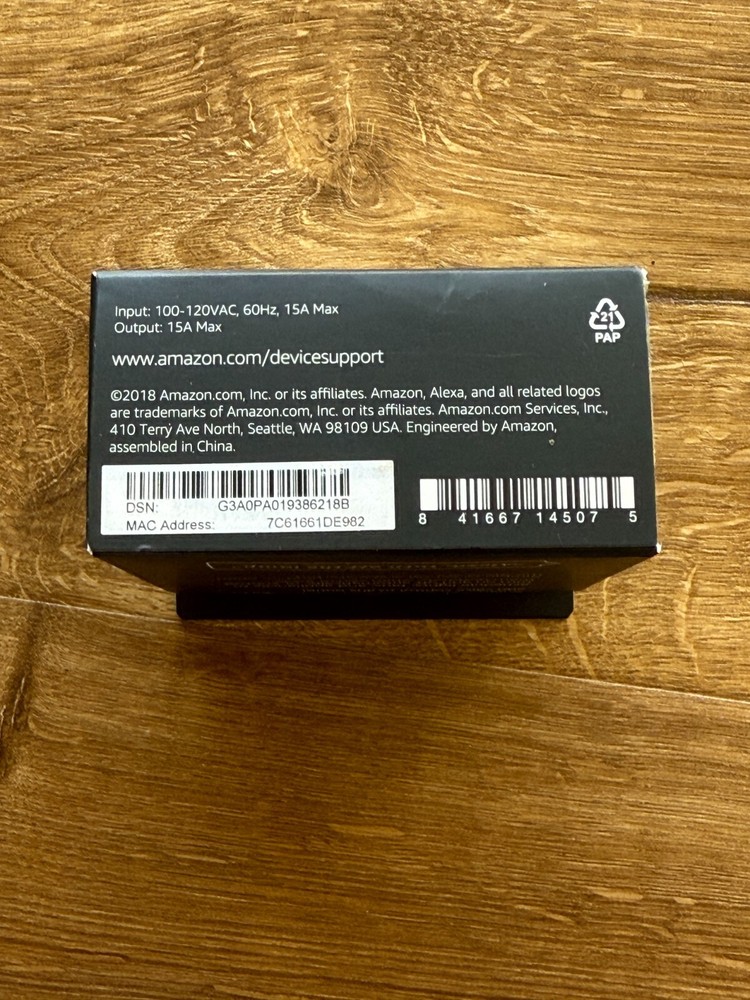 Input: 100-120VAC, 60Hz, 15A Max
Output: 15A Max
21
PAP
www.amazon.com/devicesupport
©2018 Amazon.com, Inc. or its affiliates. Amazon, Alexa, and all related logos
are trademarks of Amazon.com, Inc. or its affiliates. Amazon.com Services, Inc.,
410 Terry Ave North, Seattle, WA 98109 USA. Engineered by Amazon,
assembled in China.
DSN: G3A0PA019386218B
MAC Address: 7C61661DE982
8 41667 14507 5